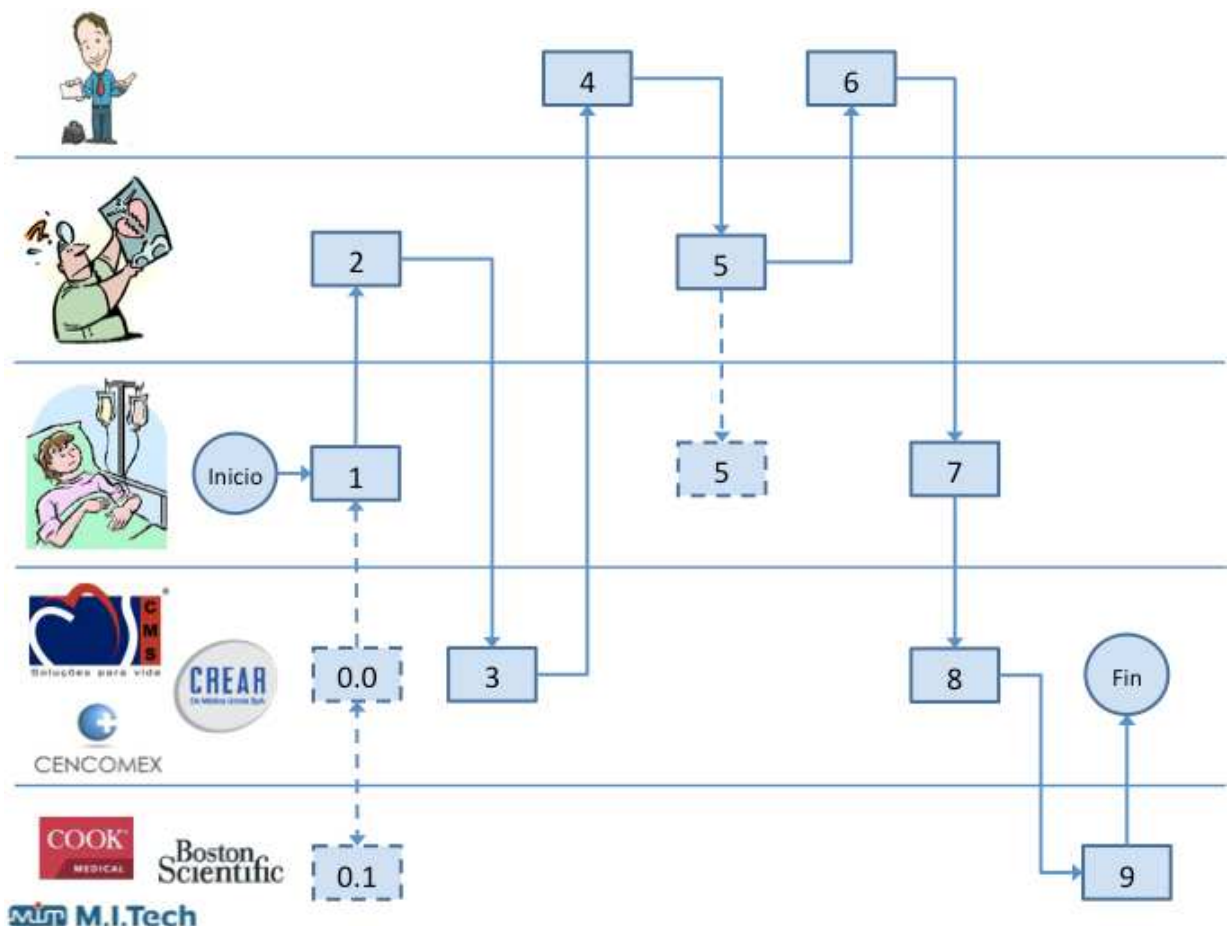 4
6
2
5
Inicio
1
5
7
CMS
®
Soluções para vida
CREAR
0.0
3
8
Fin
CENCOMEX
COOK
MEDICAL
Boston
Scientific
0.1
9
M.I.Tech